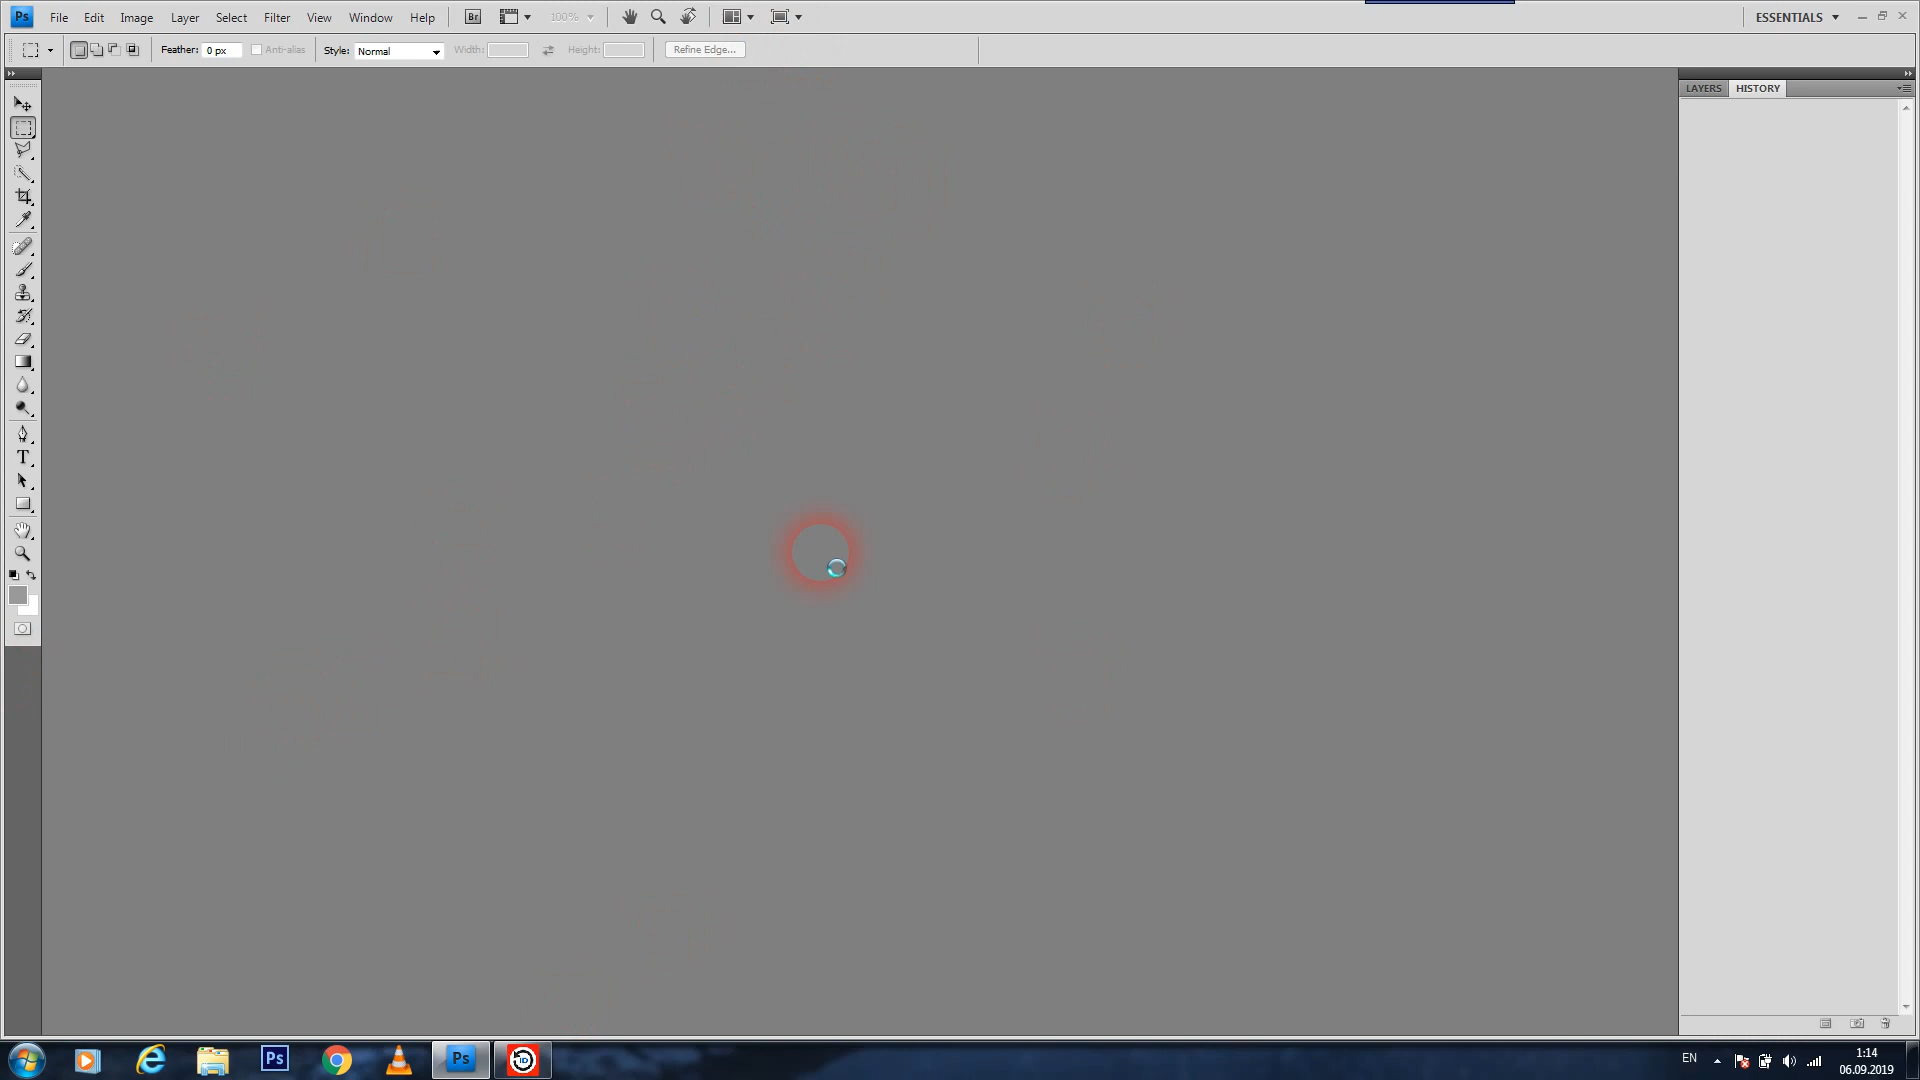 Ps File Edit Image Layer Select Filter View Window Help Br 100% ESSENTIALS
Feather: 0 px Anti-alias Style: Normal Width: Height: Refine Edge...
LAYERS HISTORY
T
Ps Ps iD EN 1:14
06.09.2019